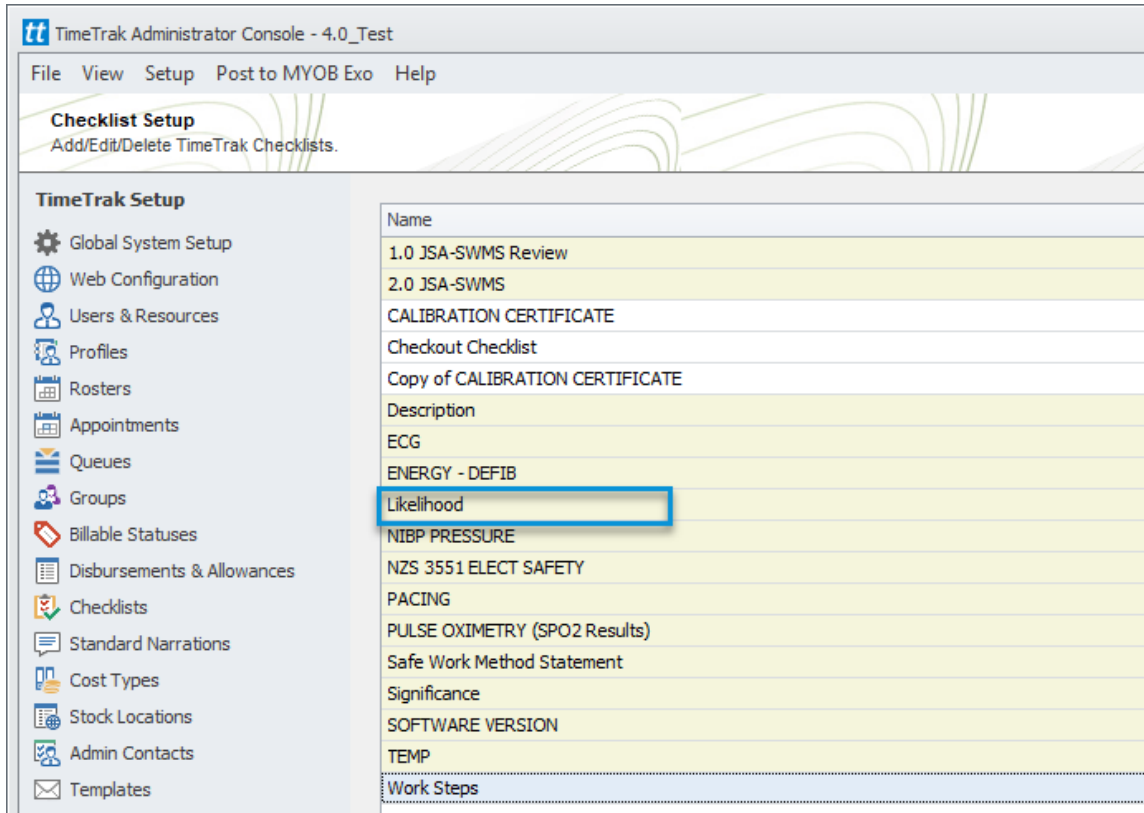 tt TimeTrak Administrator Console - 4.0_Test
File View Setup Post to MYOB Exo Help
Checklist Setup
Add/Edit/Delete TimeTrak Checklists.
TimeTrak Setup
Global System Setup
Web Configuration
Users & Resources
Profiles
Rosters
Appointments
Queues
Groups
Billable Statuses
Disbursements & Allowances
Checklists
Standard Narrations
Cost Types
Stock Locations
Admin Contacts
Templates
Name
1.0 JSA-SWMS Review
2.0 JSA-SWMS
CALIBRATION CERTIFICATE
Checkout Checklist
Copy of CALIBRATION CERTIFICATE
Description
ECG
ENERGY - DEFIB
Likelihood
NIBP PRESSURE
NZS 3551 ELECT SAFETY
PACING
PULSE OXIMETRY (SPO2 Results)
Safe Work Method Statement
Significance
SOFTWARE VERSION
TEMP
Work Steps